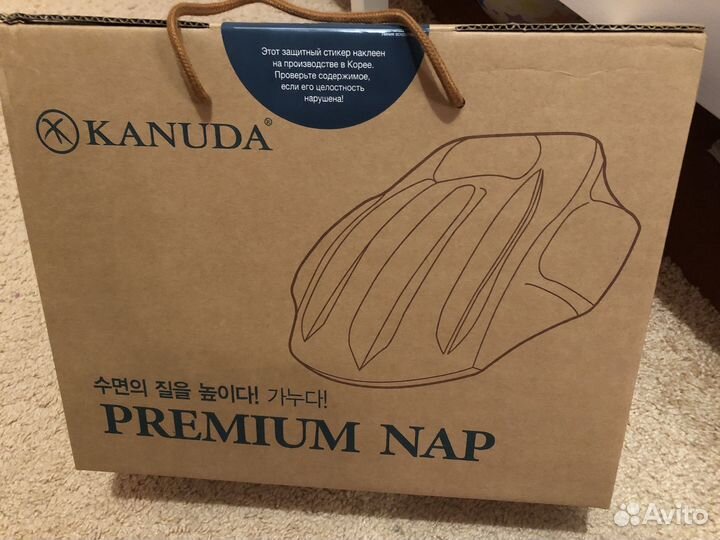 Этот защитный стикер наклеен
на производстве в Корее.
Проверьте содержимое,
если его целостность
нарушена!
KANUDA®
수면의 질을 높이다! 가누다!
PREMIUM NAP
Avito